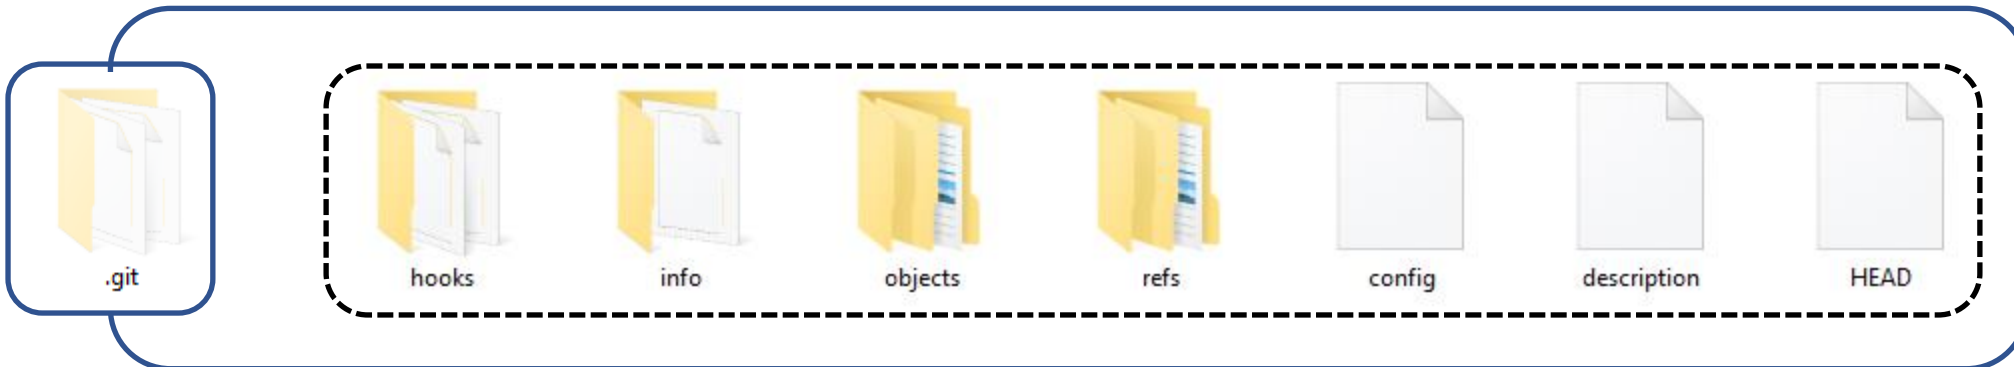 .git
hooks
info
objects
refs
config
description
HEAD